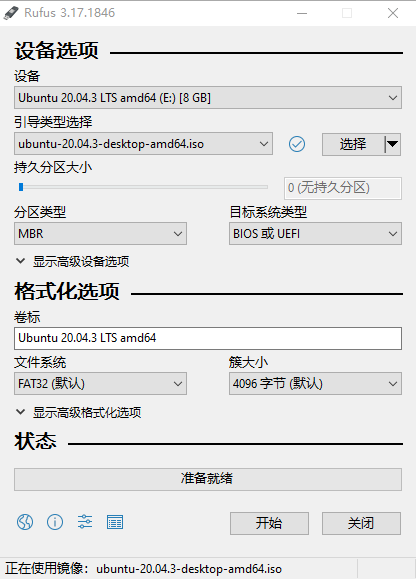 Rufus 3.17.1846
设备选项
设备
Ubuntu 20.04.3 LTS amd64 (E:) [8 GB]
引导类型选择
ubuntu-20.04.3-desktop-amd64.iso
选择
持久分区大小
0 (无持久分区)
分区类型
目标系统类型
MBR
BIOS 或 UEFI
显示高级设备选项
格式化选项
卷标
Ubuntu 20.04.3 LTS amd64
文件系统
簇大小
FAT32 (默认)
4096 字节 (默认)
显示高级格式化选项
状态
准备就绪
开始
关闭
正在使用镜像：ubuntu-20.04.3-desktop-amd64.iso